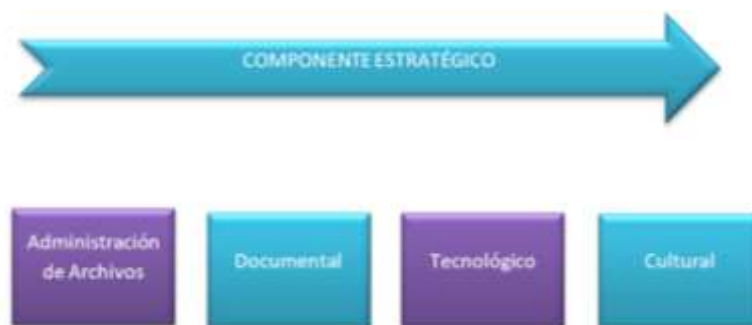 COMPONENTE ESTRATÉGICO
Administración
de Archivos
Documental
Tecnológico
Cultural